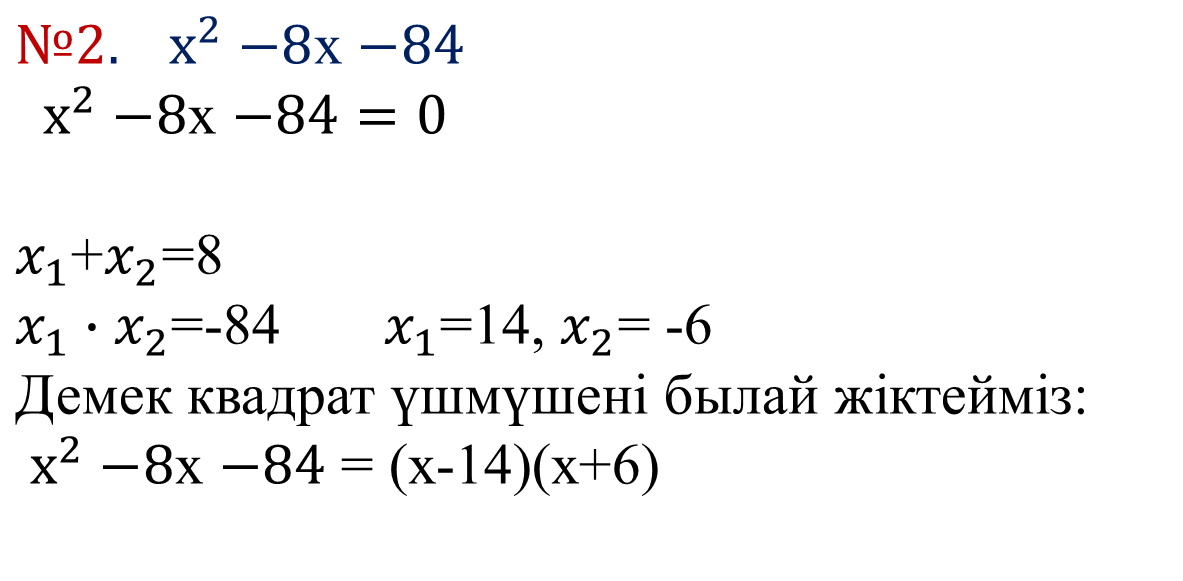 №2. x² −8x −84
x² −8x −84 = 0
x₁+x₂=8
x₁ · x₂=-84 x₁=14, x₂= -6
Демек квадрат үшмүшені былай жіктейміз:
x² −8x −84 = (x-14)(x+6)